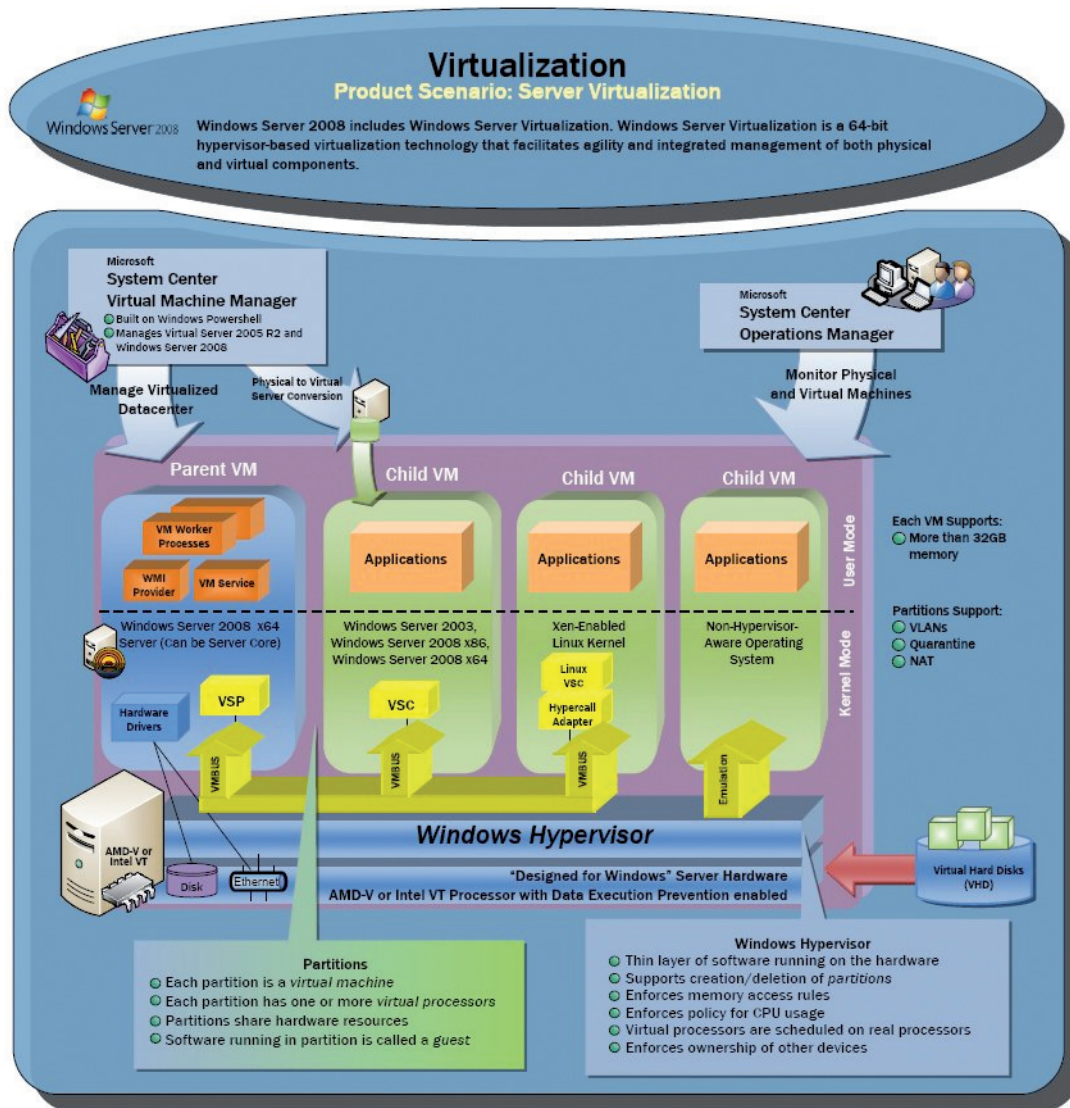 Virtualization
Product Scenario: Server Virtualization
Windows Server 2008
Windows Server 2008 includes Windows Server Virtualization. Windows Server Virtualization is a 64-bit
hypervisor-based virtualization technology that facilitates agility and integrated management of both physical
and virtual components.
Microsoft
System Center
Virtual Machine Manager
Built on Windows Powershell
Manages Virtual Server 2005 R2 and
Windows Server 2008
Microsoft
System Center
Operations Manager
Manage Virtualized
Datacenter
Physical to Virtual
Server Conversion
Monitor Physical
and Virtual Machines
Parent VM
Child VM
Child VM
Child VM
VM Worker
Processes
WMI
Provider
VM Service
Applications
Applications
Applications
User Mode
Each VM Supports:
More than 32GB
memory
Windows Server 2008 x64
Server (Can be Server Core)
Windows Server 2003,
Windows Server 2008 x86,
Windows Server 2008 x64
Xen-Enabled
Linux Kernel
Non-Hypervisor-
Aware Operating
System
Kernel Mode
Partitions Support:
VLANs
Quarantine
NAT
Hardware
Drivers
VSP
VSC
Linux
VSC
Hypercall
Adapter
VMBUS
VMBUS
VMBUS
Emulation
Windows Hypervisor
AMD-V or
Intel VT
Disk
Ethernet
"Designed for Windows" Server Hardware
AMD-V or Intel VT Processor with Data Execution Prevention enabled
Virtual Hard Disks
(VHD)
Partitions
Each partition is a virtual machine
Each partition has one or more virtual processors
Partitions share hardware resources
Software running in partition is called a guest
Windows Hypervisor
Thin layer of software running on the hardware
Supports creation/deletion of partitions
Enforces memory access rules
Enforces policy for CPU usage
Virtual processors are scheduled on real processors
Enforces ownership of other devices